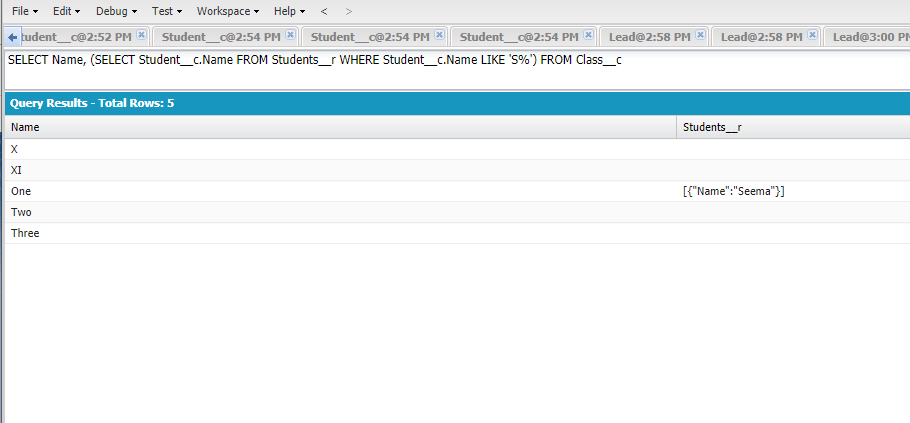 File Edit Debug Test Workspace Help < >
tudent__c@2:52 PM Student__c@2:54 PM Student__c@2:54 PM Student__c@2:54 PM Lead@2:58 PM Lead@2:58 PM Lead@3:00 PM
SELECT Name, (SELECT Student__c.Name FROM Students__r WHERE Student__c.Name LIKE 'S%') FROM Class__c
Query Results - Total Rows: 5
Name Students__r
X
XI
One [{"Name":"Seema"}]
Two
Three